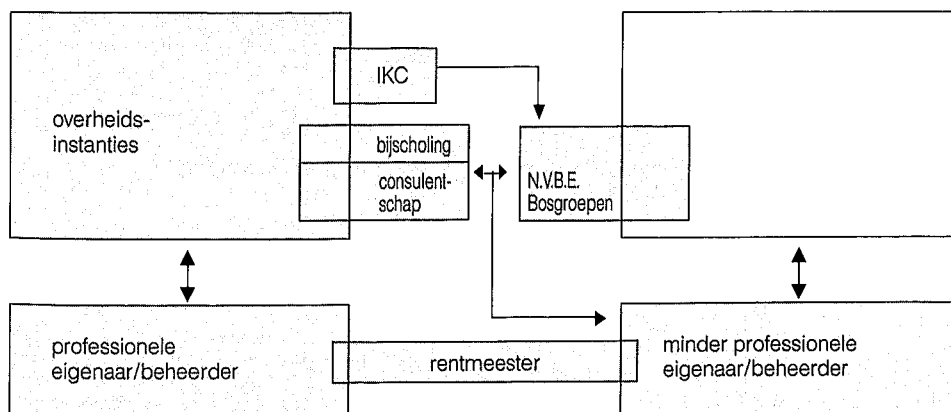 IKC
overheids-
instanties
bijscholing
consulent-
schap
N.V.B.E.
Bosgroepen
professionele
eigenaar/beheerder
rentmeester
minder professionele
eigenaar/beheerder